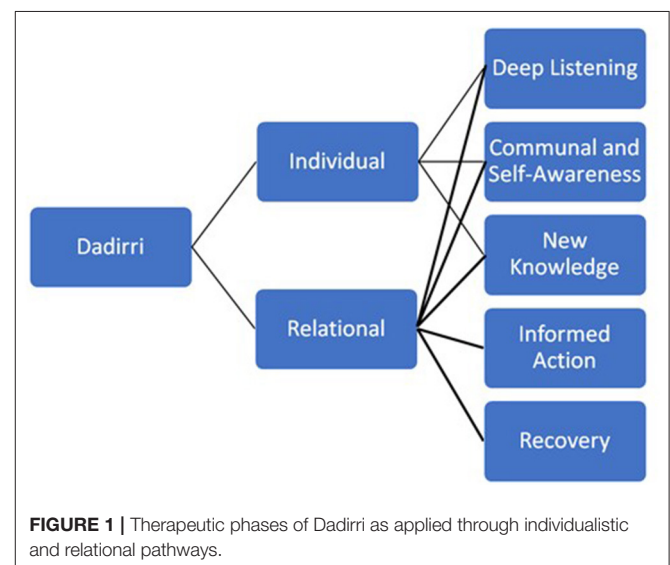 Dadirri
Individual
Relational
Deep Listening
Communal and
Self-Awareness
New
Knowledge
Informed
Action
Recovery
FIGURE 1 | Therapeutic phases of Dadirri as applied through individualistic
and relational pathways.